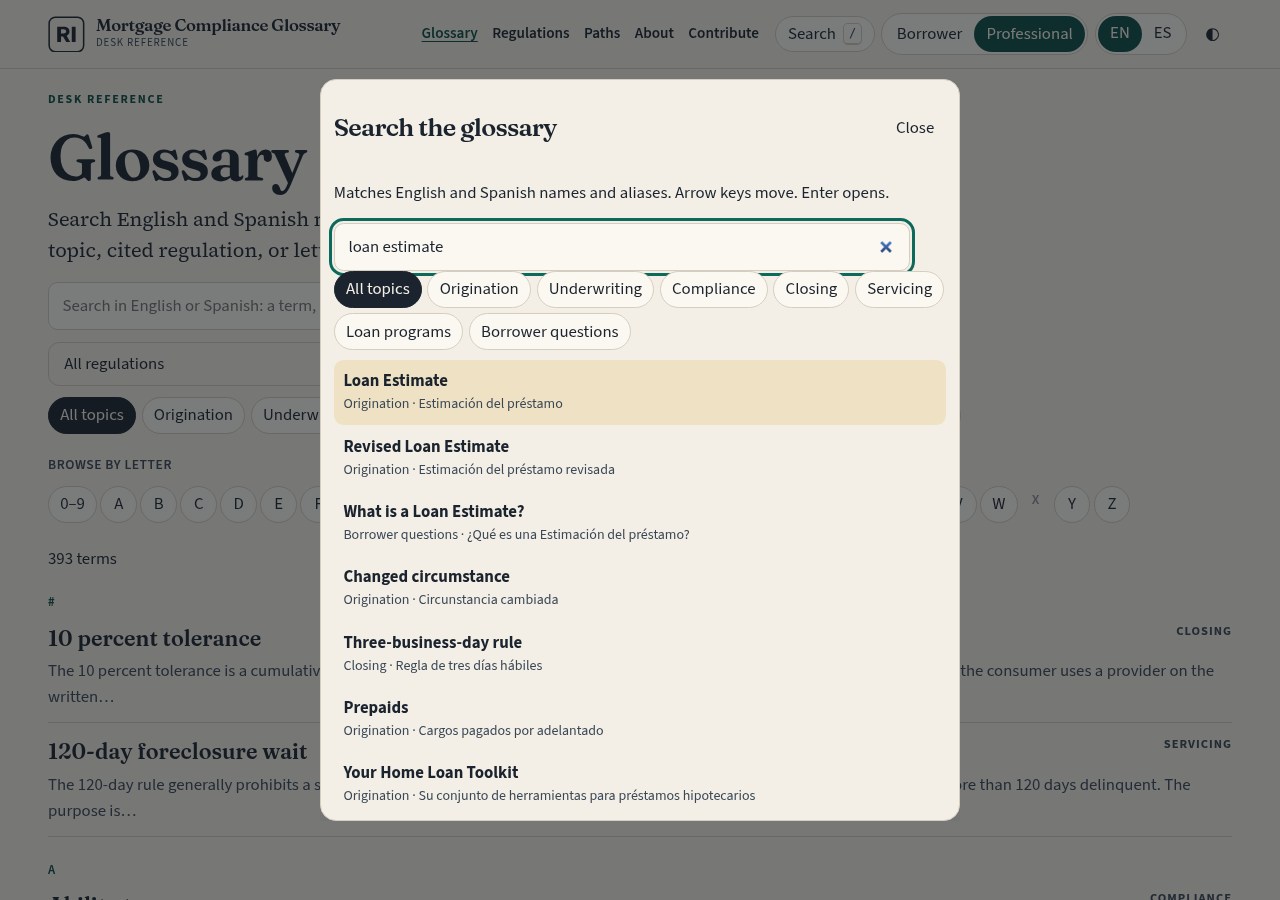 RI
Mortgage Compliance Glossary
DESK REFERENCE
Glossary Regulations Paths About Contribute Search / Borrower Professional EN ES
DESK REFERENCE
Glossary
Search English and Spanish
topic, cited regulation, or
Search in English or Spanish: a term,
All regulations
All topics Origination
BROWSE BY LETTER
0–9 A B C D E W X Y Z
393 terms
#
10 percent tolerance
CLOSING
The 10 percent tolerance is a cumulative
the consumer uses a provider on the
written…
120-day foreclosure wait
SERVICING
The 120-day rule generally prohibits a
than 120 days delinquent. The
purpose is…
A
COMPLIANCE
Search the glossary
Close
Matches English and Spanish names and aliases. Arrow keys move. Enter opens.
loan estimate
All topics Origination Underwriting Compliance Closing Servicing
Loan programs Borrower questions
Loan Estimate
Origination · Estimación del préstamo
Revised Loan Estimate
Origination · Estimación del préstamo revisada
What is a Loan Estimate?
Borrower questions · ¿Qué es una Estimación del préstamo?
Changed circumstance
Origination · Circunstancia cambiada
Three-business-day rule
Closing · Regla de tres días hábiles
Prepaids
Origination · Cargos pagados por adelantado
Your Home Loan Toolkit
Origination · Su conjunto de herramientas para préstamos hipotecarios